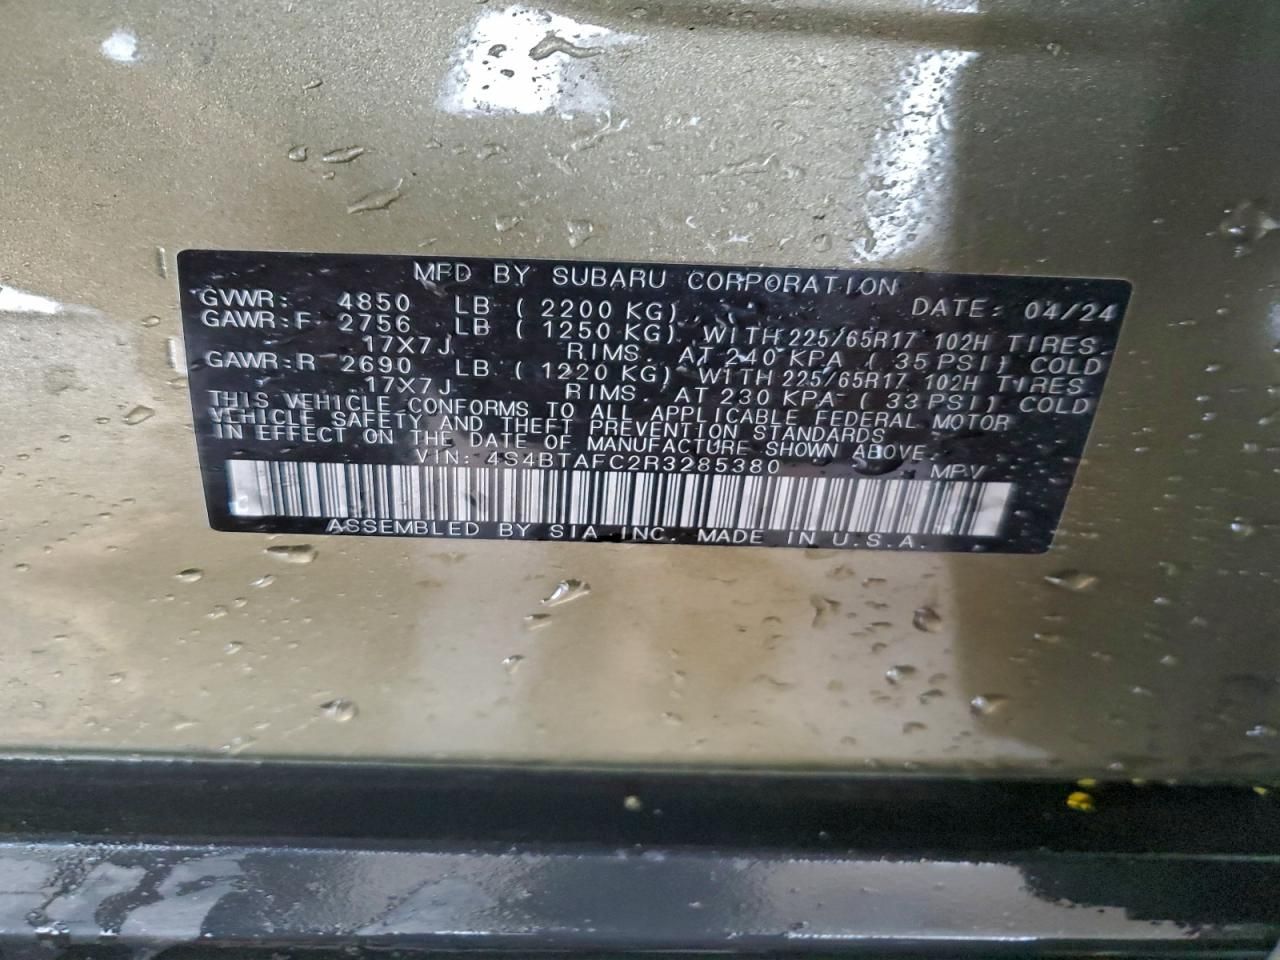 MFD BY SUBARU CORPORATION
GVWR: 4850 LB ( 2200 KG) DATE: 04/24
GAWR:F 2756 LB ( 1250 KG) WITH 225/65R17 102H TIRES
17X7J RIMS. AT 240 KPA ( 35 PSI) COLD
GAWR:R 2690 LB ( 1220 KG) WITH 225/65R17 102H TIRES
17X7J RIMS. AT 230 KPA ( 33 PSI) COLD
THIS VEHICLE CONFORMS TO ALL APPLICABLE FEDERAL MOTOR
VEHICLE SAFETY AND THEFT PREVENTION STANDARDS
IN EFFECT ON THE DATE OF MANUFACTURE SHOWN ABOVE.
VIN: 4S4BTAFC2R3285380 MPV
ASSEMBLED BY SIA INC. MADE IN U.S.A.